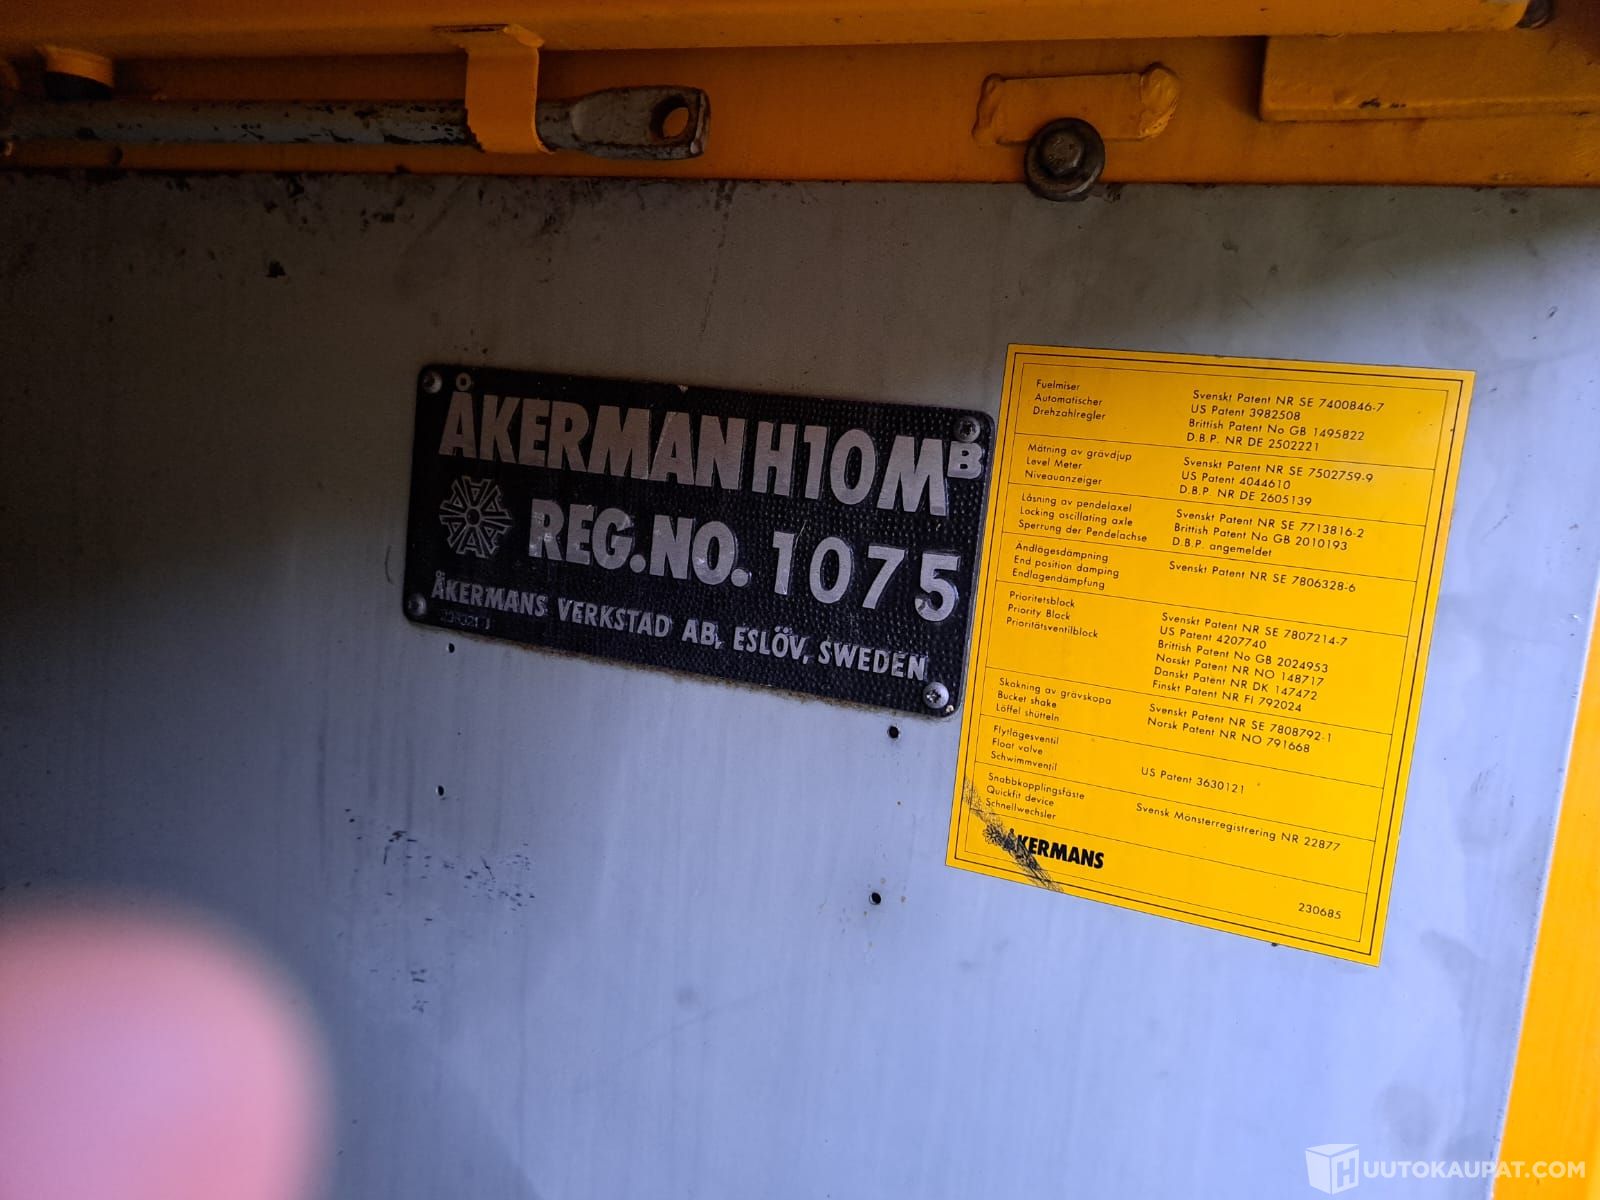 ÅKERMAN H10MB
REG.NO. 1075
ÅKERMANS VERKSTAD AB, ESLÖV, SWEDEN
Fuelmiser
Automatischer
Drehzahlregler
Svenskt Patent NR SE 7400846-7
US Patent 3982508
Brittish Patent No GB 1495822
D.B.P. NR DE 2502221
Mätning av grävdjup
Level Meter
Niveauanzeiger
Svenskt Patent NR SE 7502759-9
US Patent 4044610
D.B.P. NR DE 2605139
Låsning av pendelaxel
Locking oscillating axle
Sperrung der Pendelachse
Svenskt Patent NR SE 7713816-2
Brittish Patent No GB 2010193
D.B.P. angemeldet
Ändlägesdämpning
End position damping
Endlagendämpfung
Svenskt Patent NR SE 7806328-6
Prioritetsblock
Priority Block
Prioritätsventilblock
Svenskt Patent NR SE 7807214-7
US Patent 4207740
Brittish Patent No GB 2024953
Norskt Patent NR NO 148717
Danskt Patent NR DK 147472
Finskt Patent NR FI 792024
Skakning av grävskopa
Bucket shake
Löffel shütteln
Svenskt Patent NR SE 7808792-1
Norsk Patent NR NO 791668
Flytlägesventil
Float valve
Schwimmventil
US Patent 3630121
Snabbkopplingsfäste
Quickfit device
Schnellwechsler
Svensk Mönsterregistrering NR 22877
ÅKERMANS
230685
HUUTOKAUPAT.COM